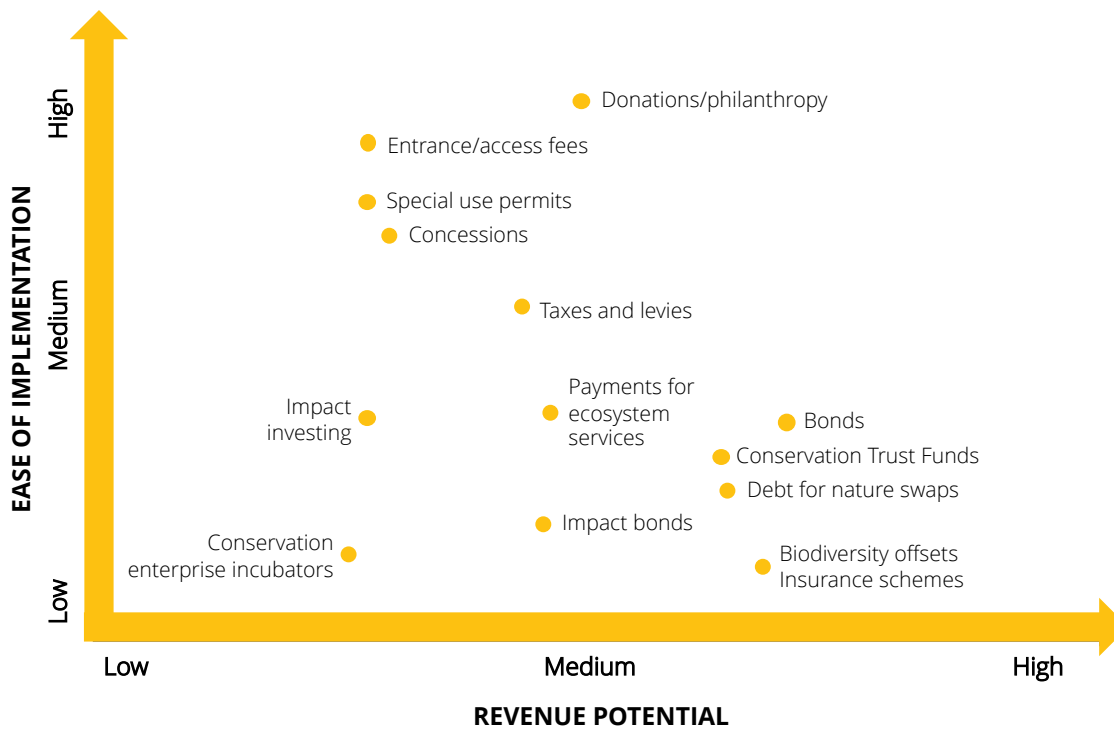 High
Medium
Low
EASE OF IMPLEMENTATION
Donations/philanthropy
Entrance/access fees
Special use permits
Concessions
Taxes and levies
Impact
investing
Payments for
ecosystem
services
Bonds
Conservation Trust Funds
Debt for nature swaps
Impact bonds
Conservation
enterprise incubators
Biodiversity offsets
Insurance schemes
Low
Medium
High
REVENUE POTENTIAL